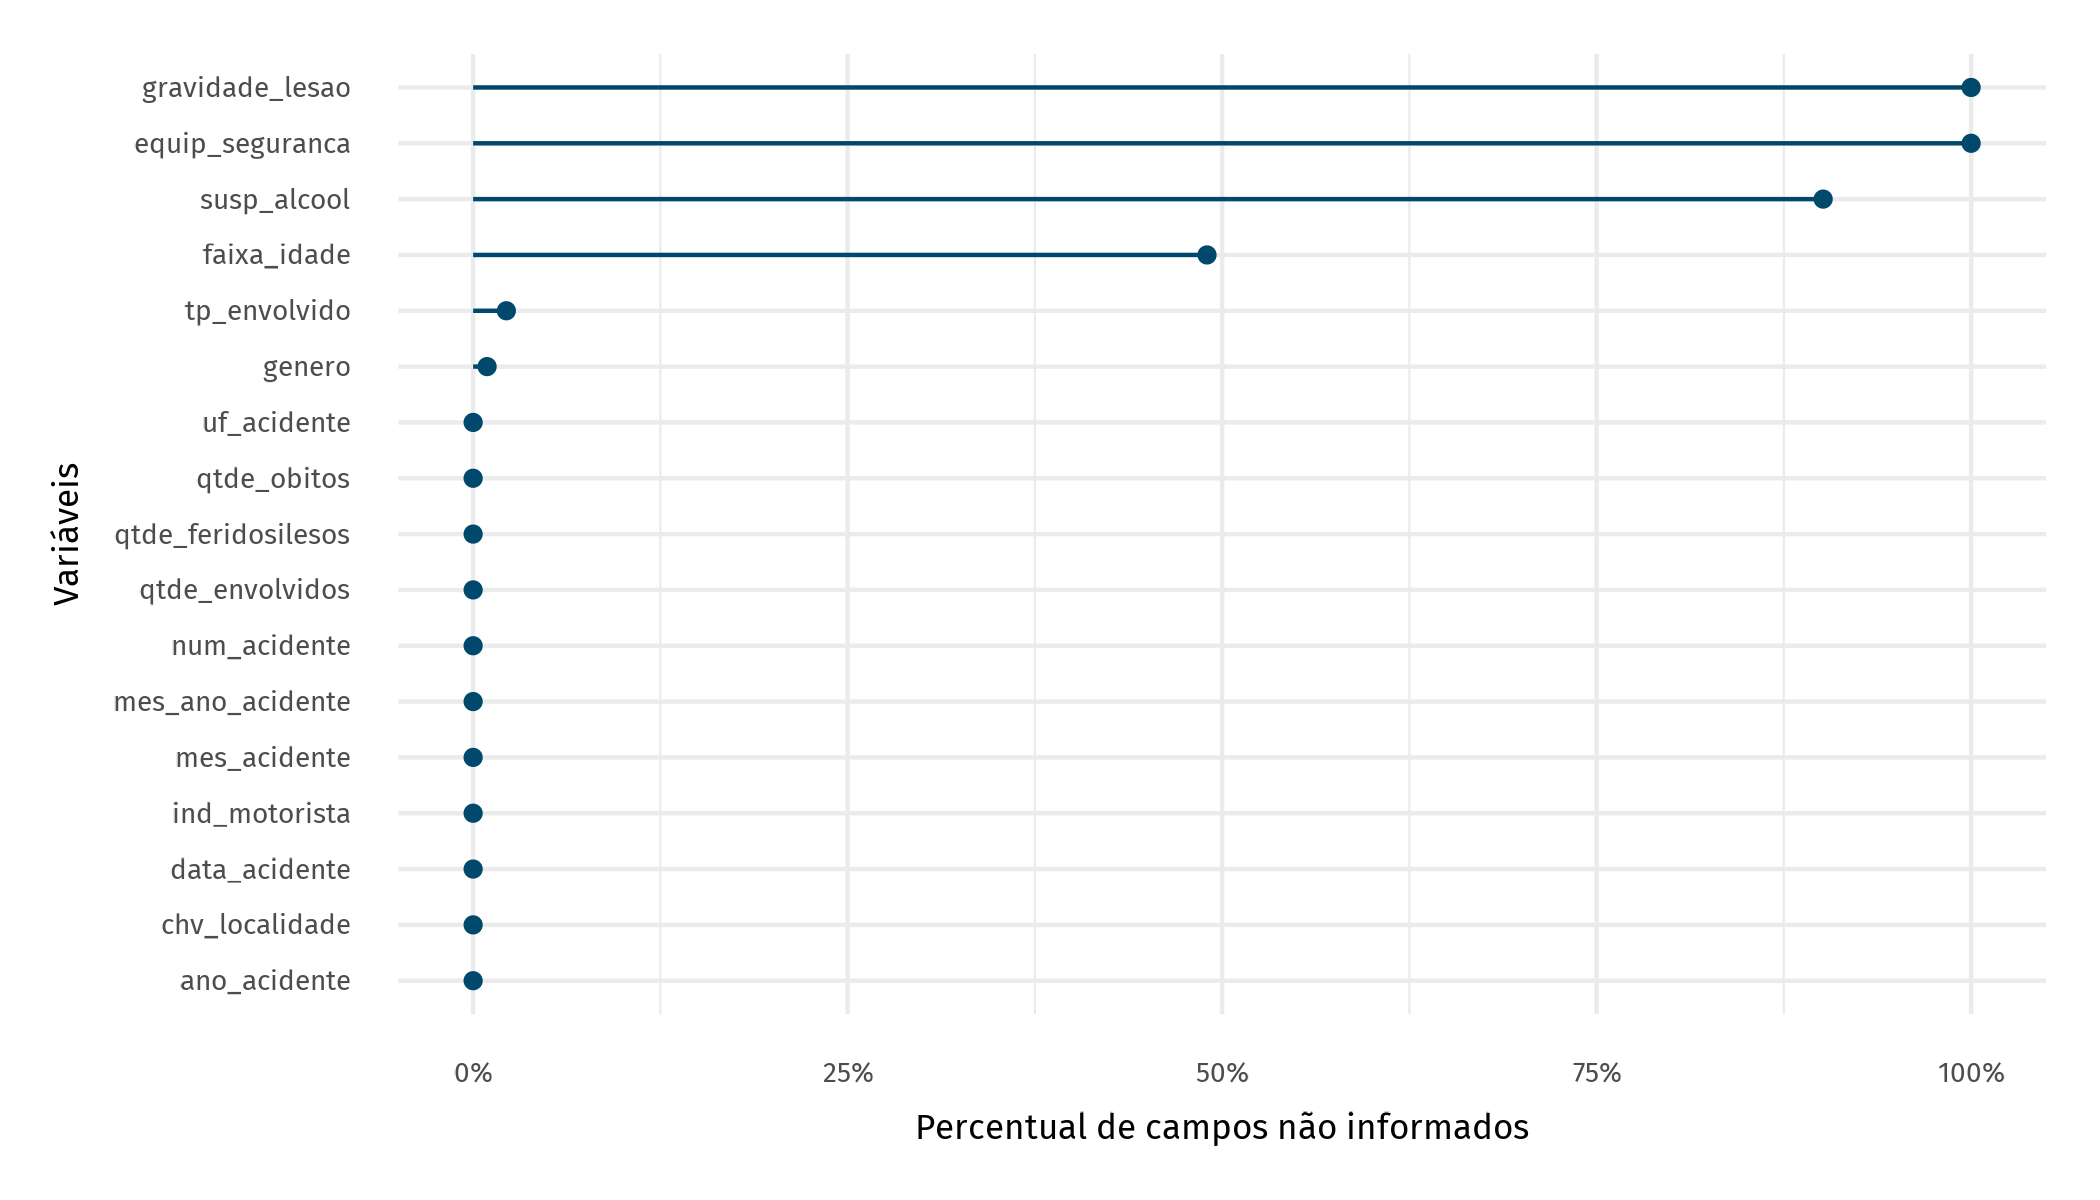 gravidade_lesao
equip_seguranca
susp_alcool
faixa_idade
tp_envolvido
genero
uf_acidente
qtde_obitos
qtde_feridosilesos
qtde_envolvidos
num_acidente
mes_ano_acidente
mes_acidente
ind_motorista
data_acidente
chv_localidade
ano_acidente
Variáveis
0% 25% 50% 75% 100%
Percentual de campos não informados